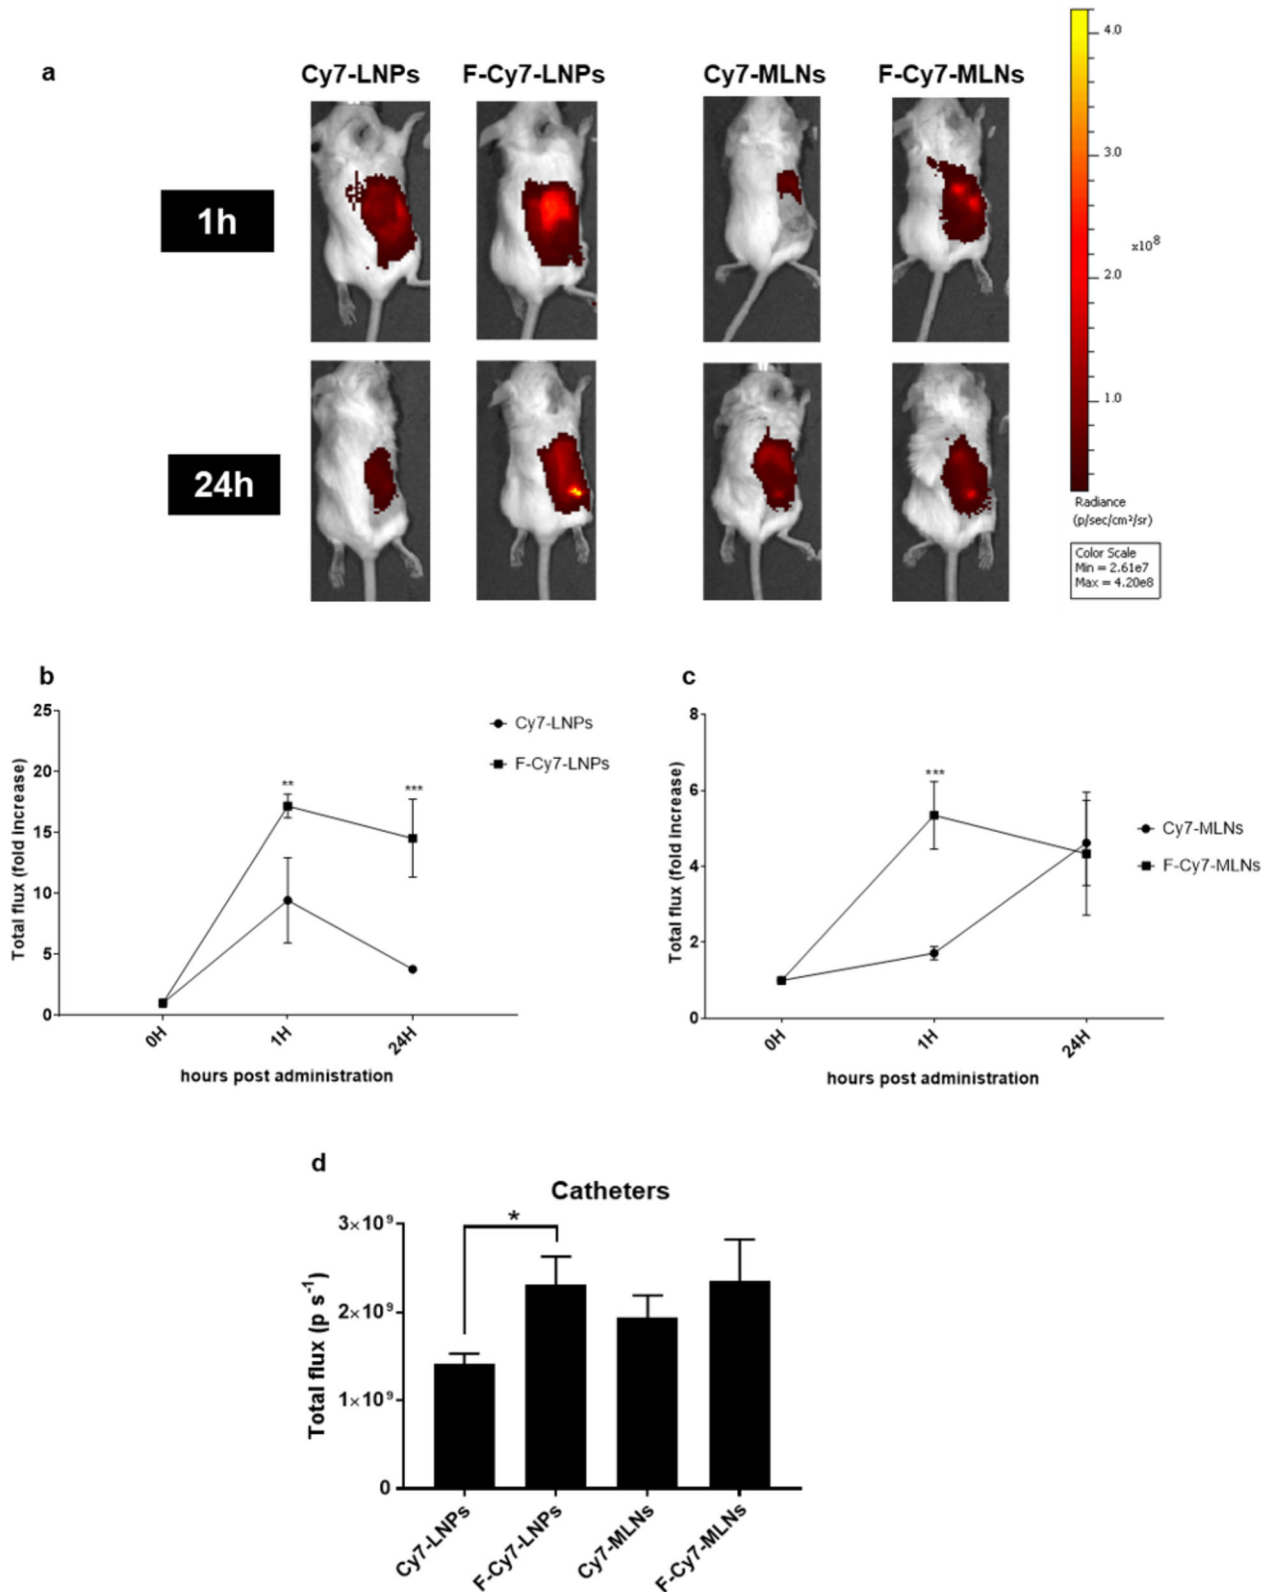 a
Cy7-LNPs
F-Cy7-LNPs
Cy7-MLNs
F-Cy7-MLNs
1h
24h
4.0
3.0
x10⁸
2.0
1.0
Radiance
(p/sec/cm²/sr)
Color Scale
Min = 2.61e7
Max = 4.20e8
b
25
20
15
10
5
0
Total flux (fold increase)
**
***
0H
1H
24H
hours post administration
Cy7-LNPs
F-Cy7-LNPs
c
8
6
4
2
0
Total flux (fold increase)
***
0H
1H
24H
hours post administration
Cy7-MLNs
F-Cy7-MLNs
d
Catheters
*
3×10⁹
2×10⁹
1×10⁹
0
Total flux (p s⁻¹)
Cy7-LNPs
F-Cy7-LNPs
Cy7-MLNs
F-Cy7-MLNs